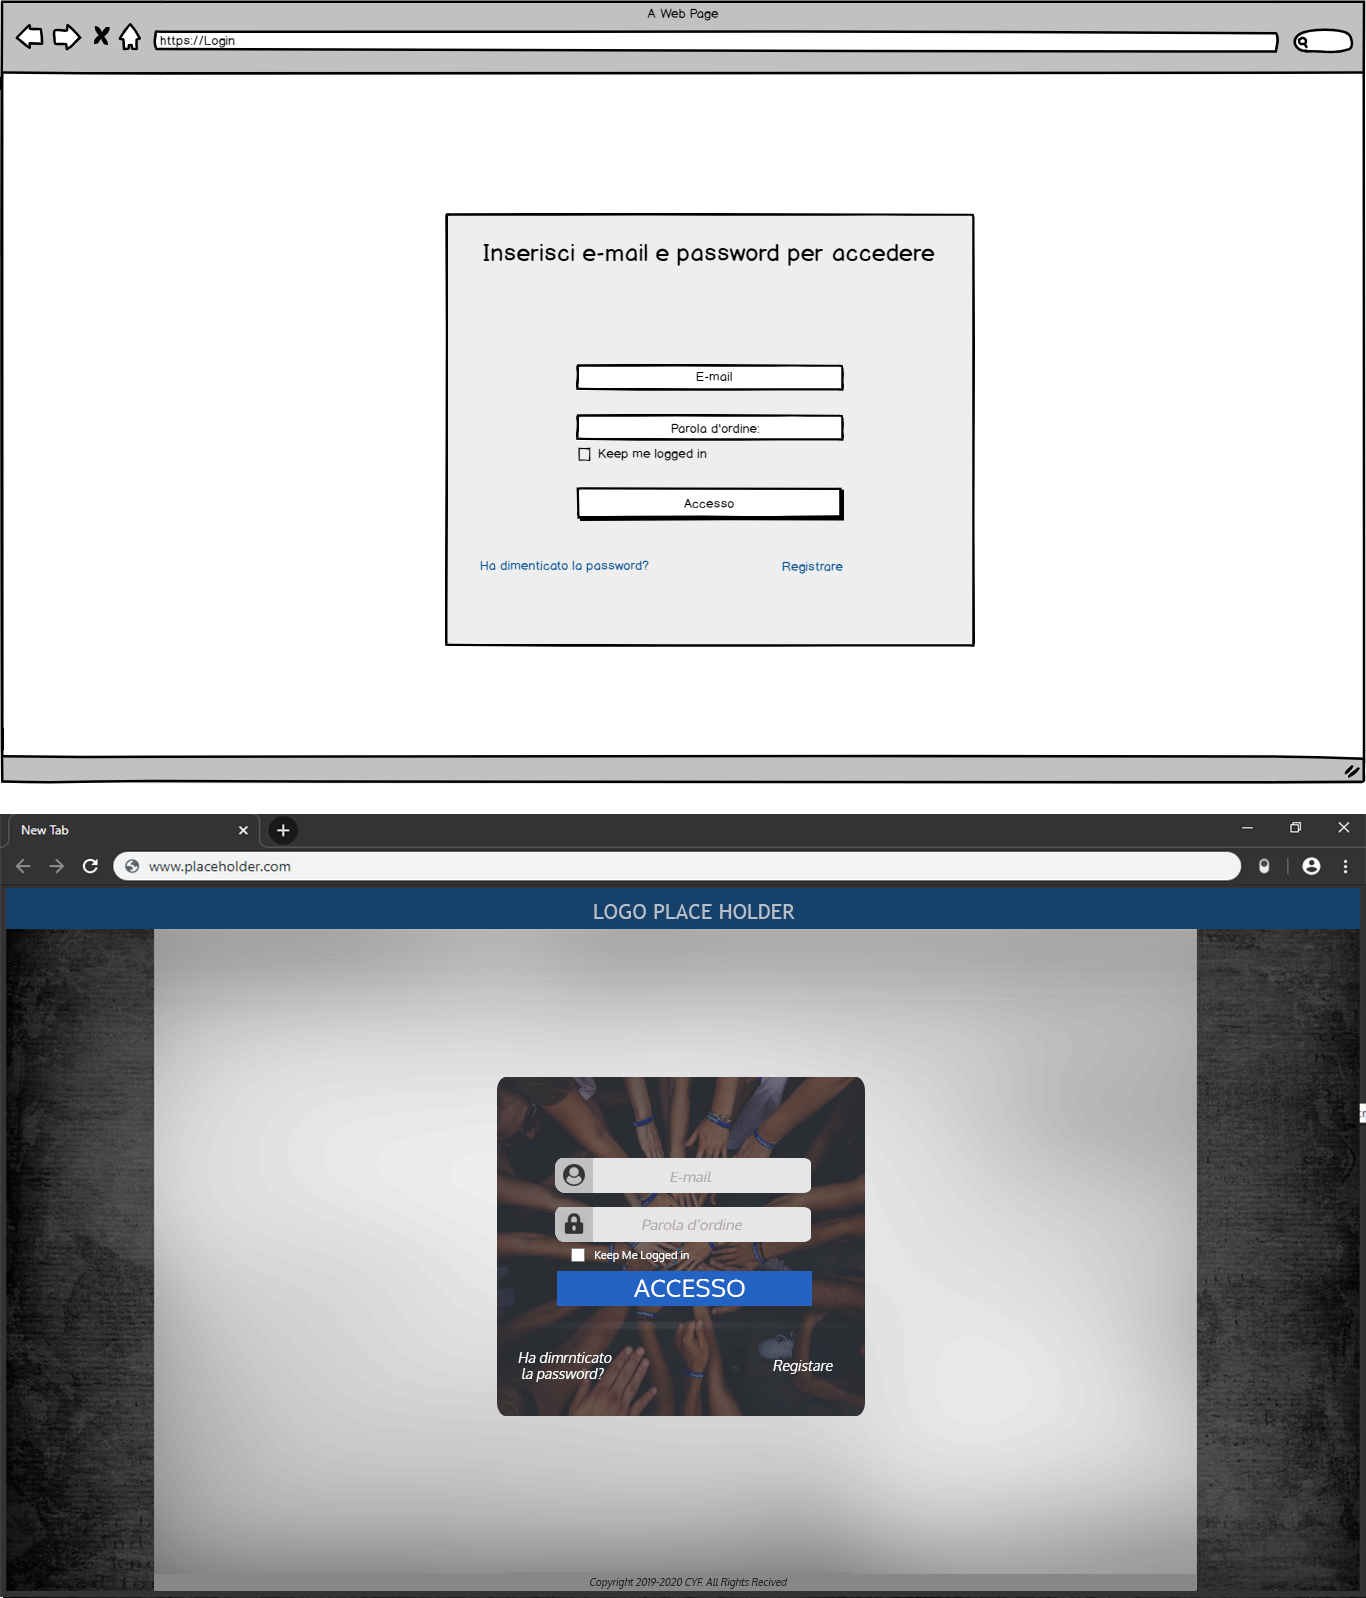 A Web Page
https://Login
Inserisci e-mail e password per accedere
E-mail
Parola d'ordine:
Keep me logged in
Accesso
Ha dimenticato la password?
Registrare
New Tab
www.placeholder.com
LOGO PLACE HOLDER
E-mail
Parola d'ordine
Keep Me Logged in
ACCESSO
Ha dimrnticato
la password?
Registare
Copyright 2019-2020 CYF. All Rights Recived